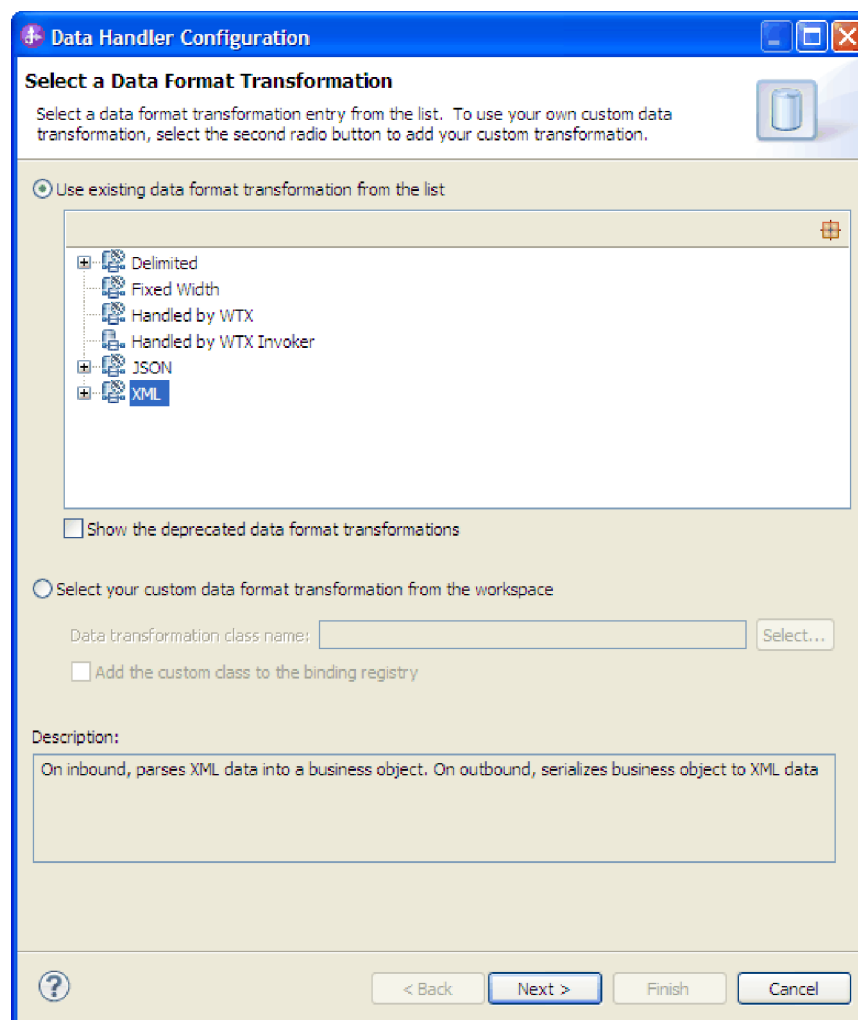 Data Handler Configuration
Select a Data Format Transformation
Select a data format transformation entry from the list. To use your own custom data
transformation, select the second radio button to add your custom transformation.
Use existing data format transformation from the list
Delimited
Fixed Width
Handled by WTX
Handled by WTX Invoker
JSON
XML
Show the deprecated data format transformations
Select your custom data format transformation from the workspace
Data transformation class name: Select...
Add the custom class to the binding registry
Description:
On inbound, parses XML data into a business object. On outbound, serializes business object to XML data
? < Back Next > Finish Cancel